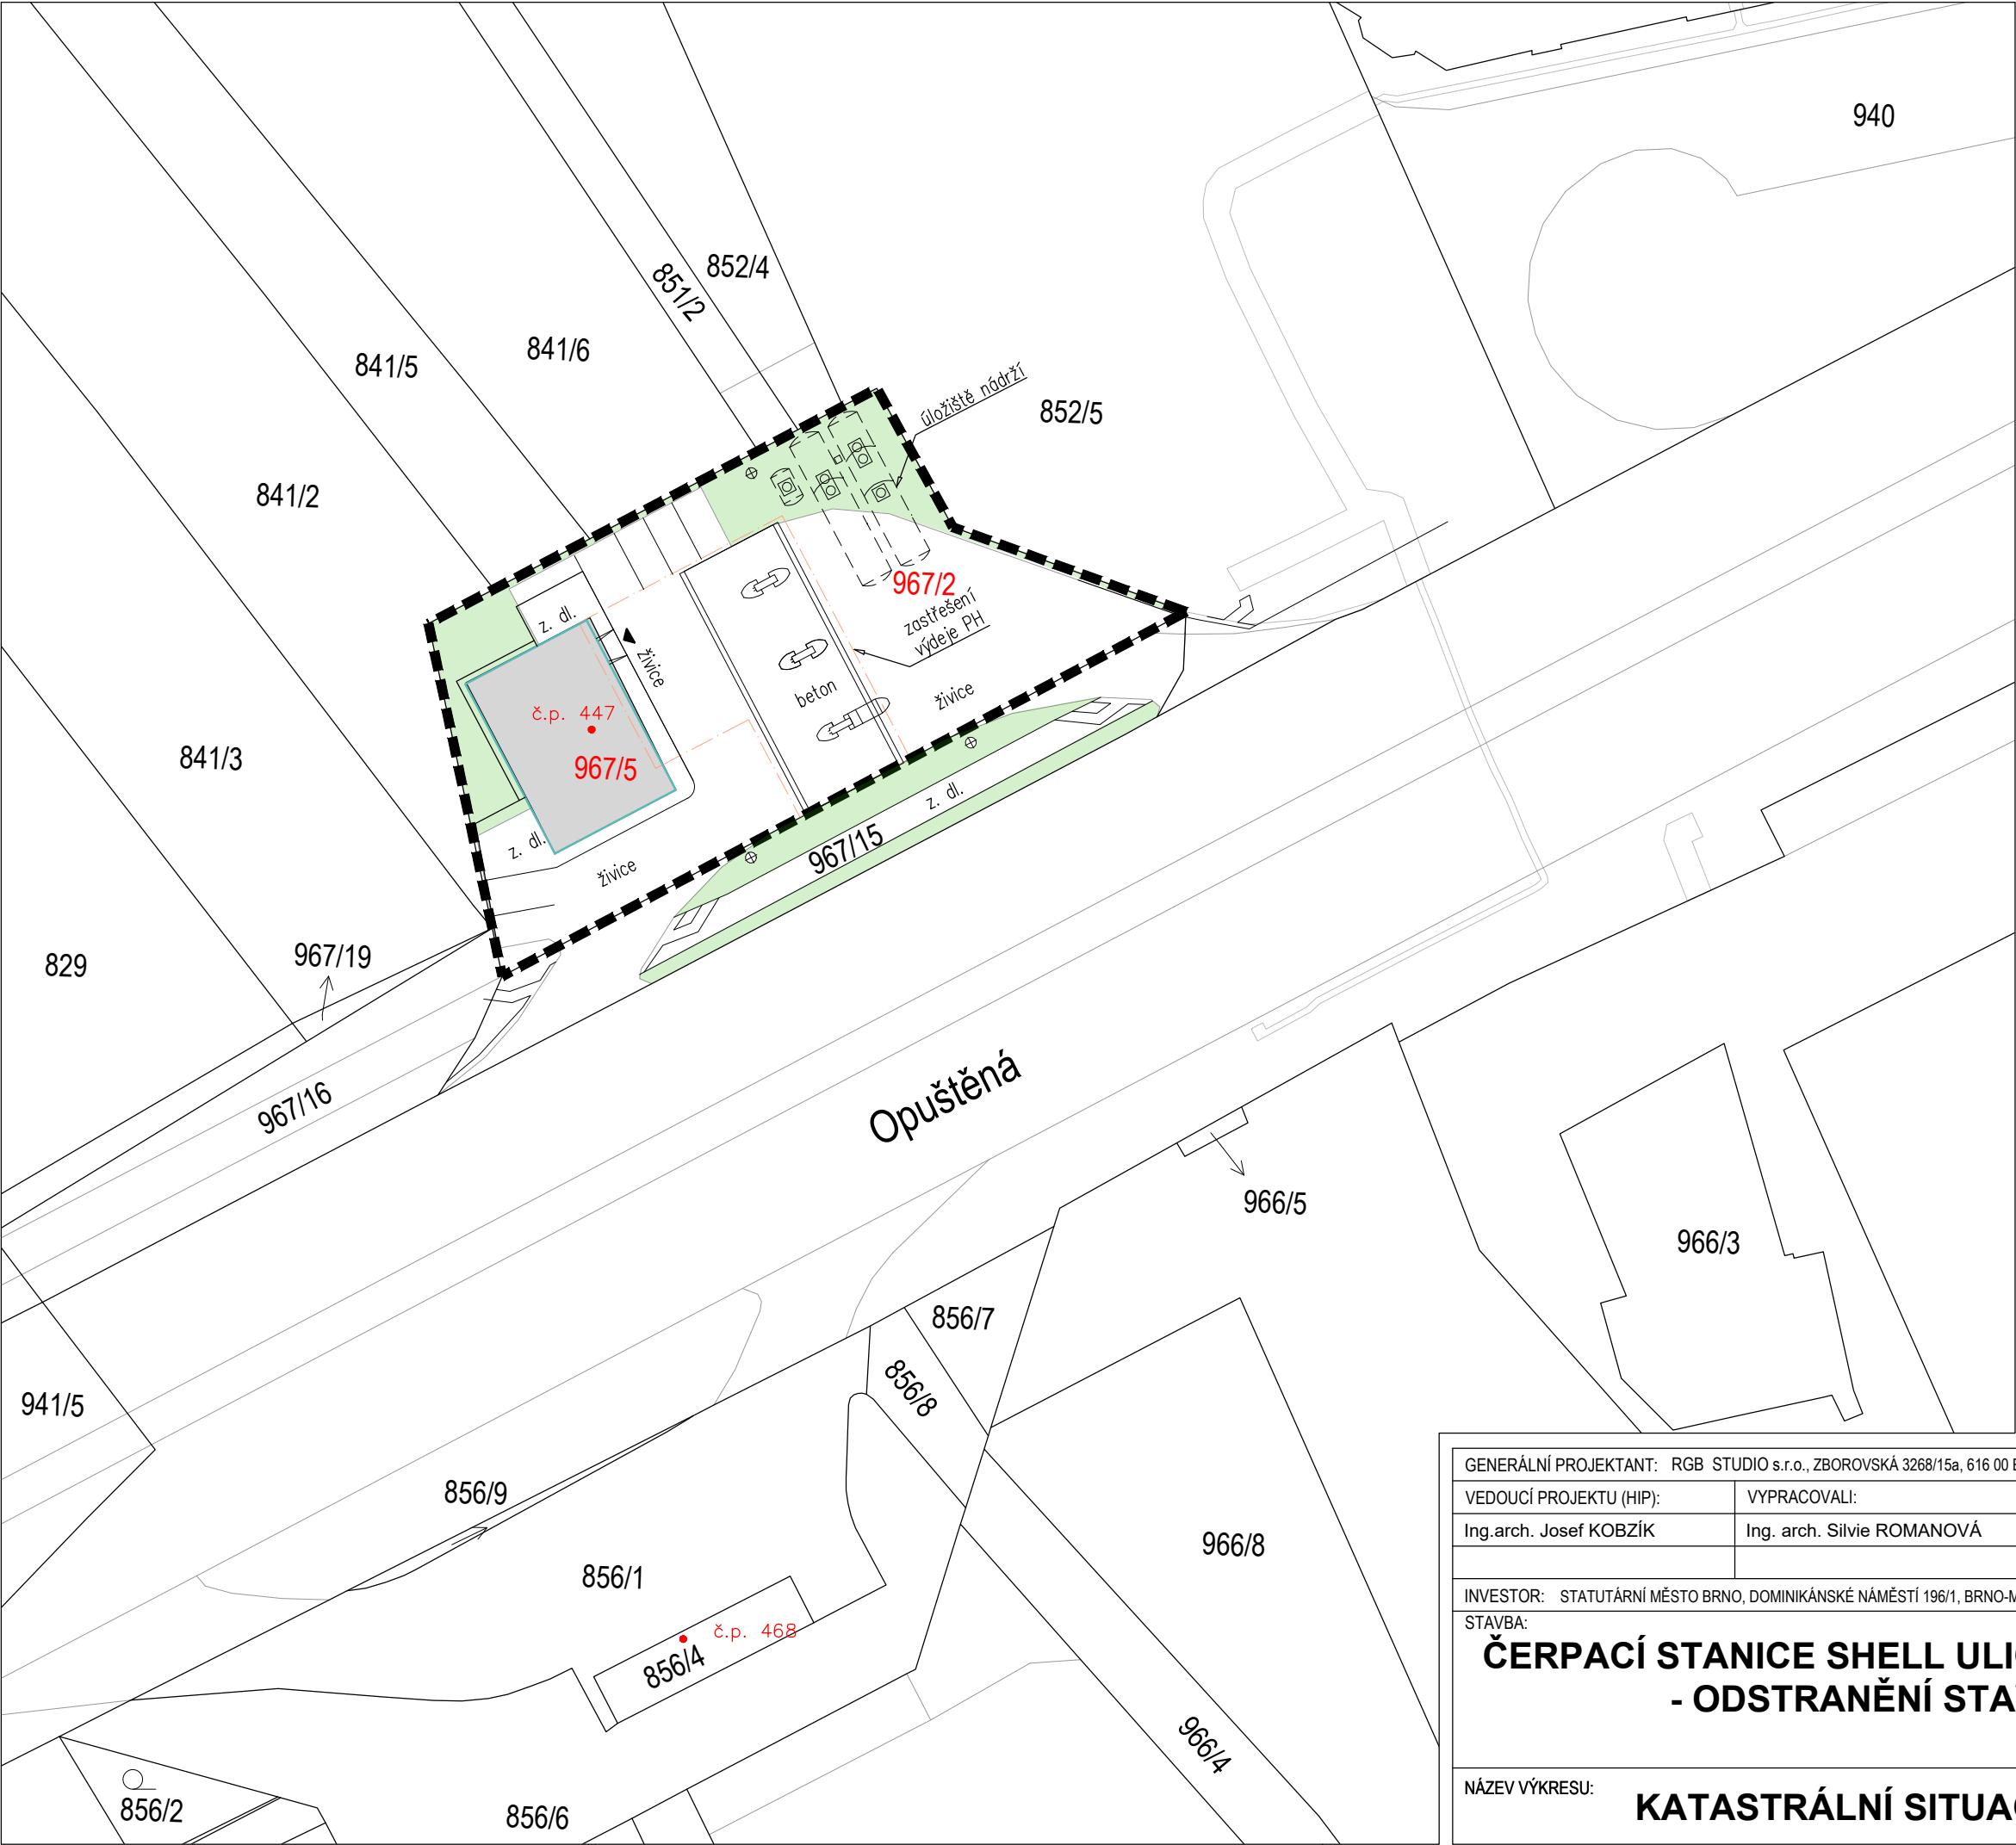 940
852/4
851/2
841/6
841/5
úložiště nádrží
852/5
841/2
967/2
zastřešení
výdeje PH
z. dl.
živice
beton
živice
č.p. 447
967/5
841/3
z. dl.
z. dl.
967/15
živice
829
967/19
967/16
Opuštěná
966/5
966/3
856/7
856/8
941/5
856/9
966/8
856/1
č.p. 468
856/4
966/4
856/2
856/6
GENERÁLNÍ PROJEKTANT: RGB STUDIO s.r.o., ZBOROVSKÁ 3268/15a, 616 00
VEDOUCÍ PROJEKTU (HIP): VYPRACOVALI:
Ing.arch. Josef KOBZÍK Ing. arch. Silvie ROMANOVÁ
INVESTOR: STATUTÁRNÍ MĚSTO BRNO, DOMINIKÁNSKÉ NÁMĚSTÍ 196/1, BRNO-M
STAVBA:
ČERPACÍ STANICE SHELL ULI
- ODSTRANĚNÍ STA
NÁZEV VÝKRESU: KATASTRÁLNÍ SITUA